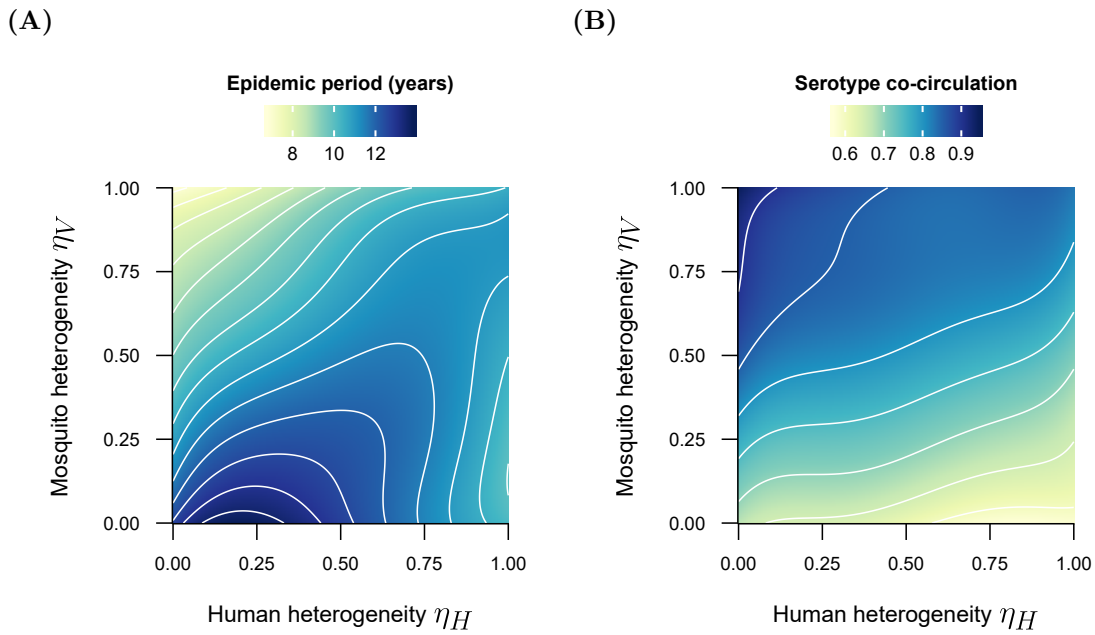 (A)
(B)
Epidemic period (years)
8 10 12
Serotype co-circulation
0.6 0.7 0.8 0.9
1.00
0.75
0.50
0.25
0.00
Mosquito heterogeneity ηV
0.00 0.25 0.50 0.75 1.00
Human heterogeneity ηH
1.00
0.75
0.50
0.25
0.00
Mosquito heterogeneity ηV
0.00 0.25 0.50 0.75 1.00
Human heterogeneity ηH